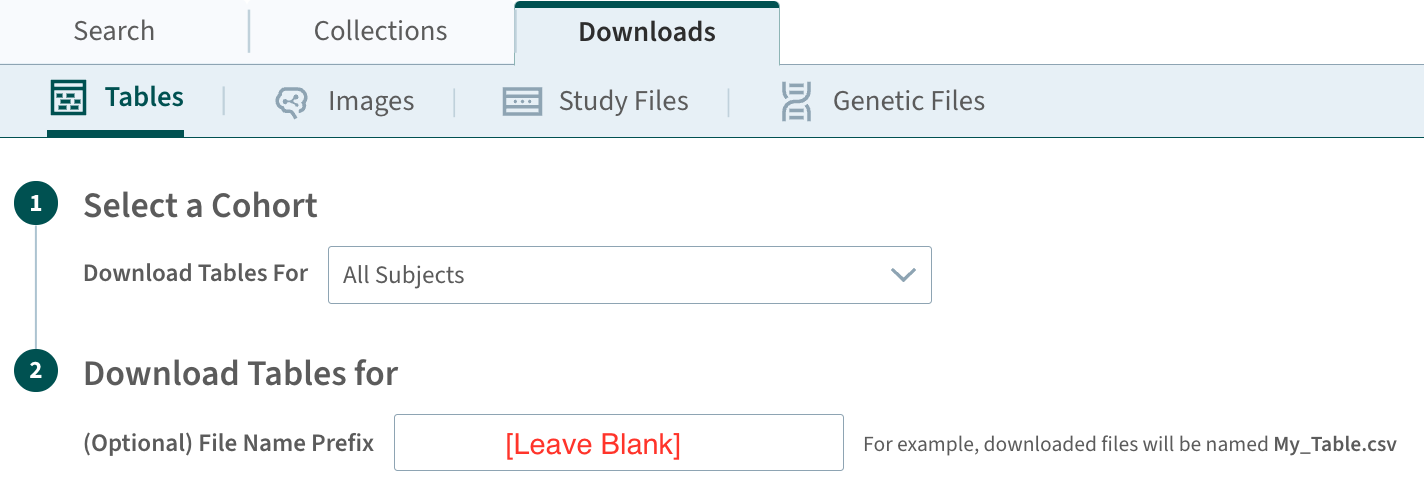 Search Collections Downloads
Tables Images Study Files Genetic Files
1 Select a Cohort
Download Tables For All Subjects
2 Download Tables for
(Optional) File Name Prefix [Leave Blank] For example, downloaded files will be named My_Table.csv